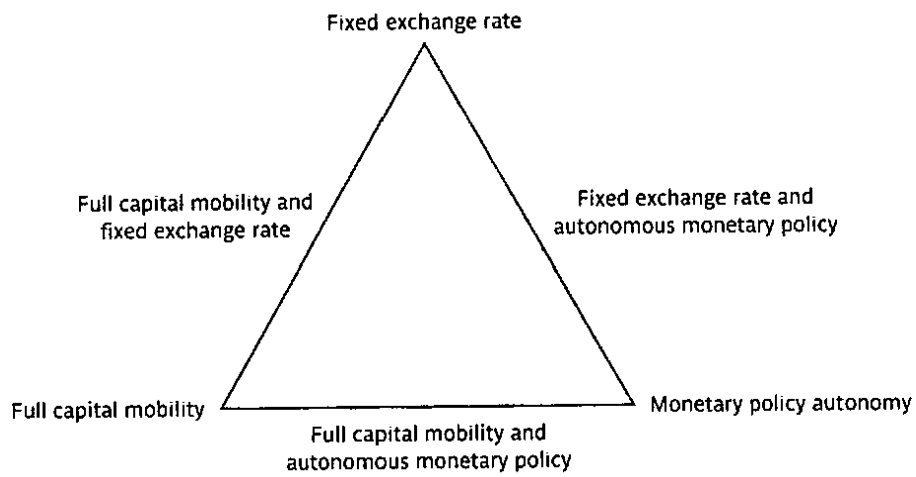 Fixed exchange rate
Full capital mobility and
fixed exchange rate
Fixed exchange rate and
autonomous monetary policy
Full capital mobility
Monetary policy autonomy
Full capital mobility and
autonomous monetary policy